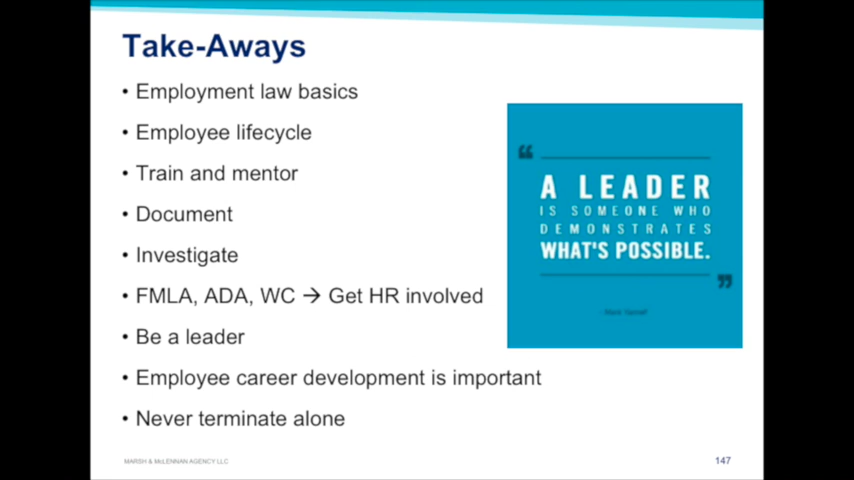 Take-Aways
• Employment law basics
• Employee lifecycle
• Train and mentor
• Document
• Investigate
• FMLA, ADA, WC → Get HR involved
• Be a leader
• Employee career development is important
• Never terminate alone
“
A LEADER
IS SOMEONE WHO
DEMONSTRATES
WHAT'S POSSIBLE.
”
MARSH & McLENNAN AGENCY LLC
147